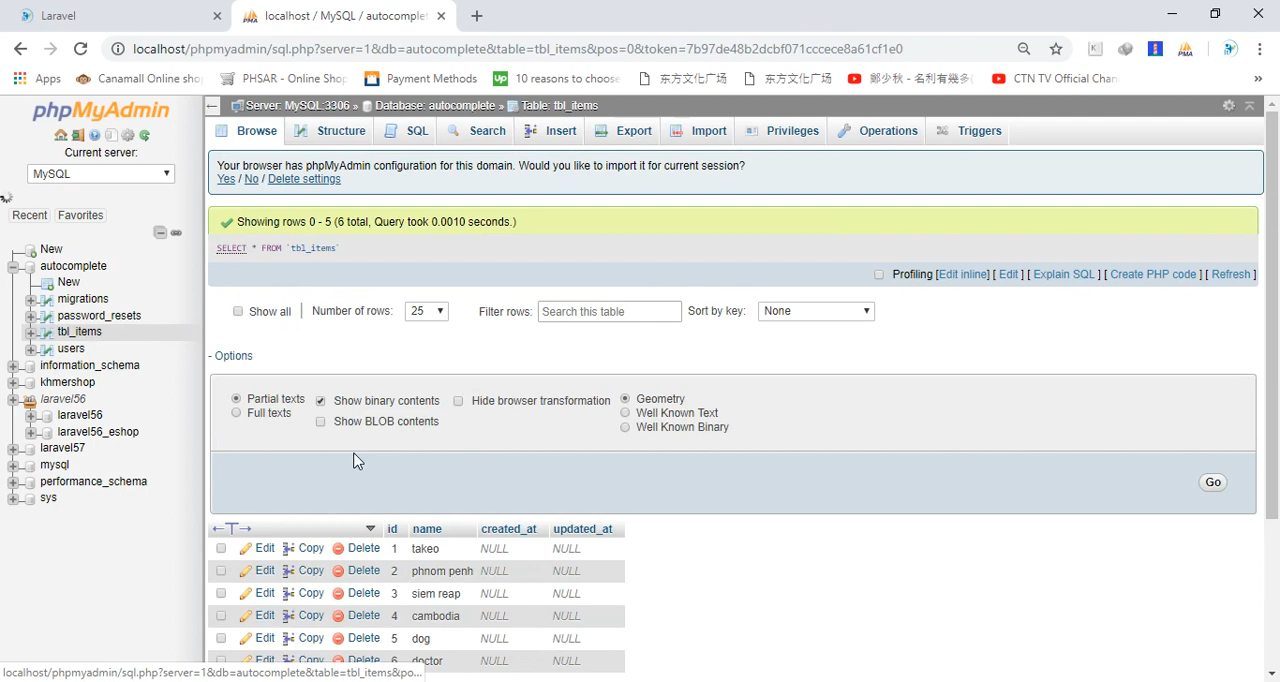 Laravel
localhost / MySQL / autocomplete
localhost/phpmyadmin/sql.php?server=1&db=autocomplete&table=tbl_items&pos=0&token=7b97de48b2dcbf071cccece8a61cf1e0
Apps Canamall Online shop PHSAR - Online Shop Payment Methods 10 reasons to choose 东方文化广场 东方文化广场 鄭少秋 - 名利有幾多 CTN TV Official Chan »
phpMyAdmin
Current server:
MySQL
Recent Favorites
New
autocomplete
New
migrations
password_resets
tbl_items
users
information_schema
khmershop
laravel56
laravel56
laravel56_eshop
laravel57
mysql
performance_schema
sys
Server: MySQL:3306 » Database: autocomplete » Table: tbl_items
Browse Structure SQL Search Insert Export Import Privileges Operations Triggers
Your browser has phpMyAdmin configuration for this domain. Would you like to import it for current session?
Yes / No / Delete settings
Showing rows 0 - 5 (6 total, Query took 0.0010 seconds.)
SELECT * FROM `tbl_items`
Profiling [Edit inline] [ Edit ] [ Explain SQL ] [ Create PHP code ] [ Refresh ]
Show all Number of rows: 25 Filter rows: Search this table Sort by key: None
- Options
Partial texts Show binary contents Hide browser transformation Geometry
Full texts Show BLOB contents Well Known Text
Well Known Binary
Go
id name created_at updated_at
Edit Copy Delete 1 takeo NULL NULL
Edit Copy Delete 2 phnom penh NULL NULL
Edit Copy Delete 3 siem reap NULL NULL
Edit Copy Delete 4 cambodia NULL NULL
Edit Copy Delete 5 dog NULL NULL
Edit Copy Delete 6 doctor NULL NULL
localhost/phpmyadmin/sql.php?server=1&db=autocomplete&table=tbl_items&po...